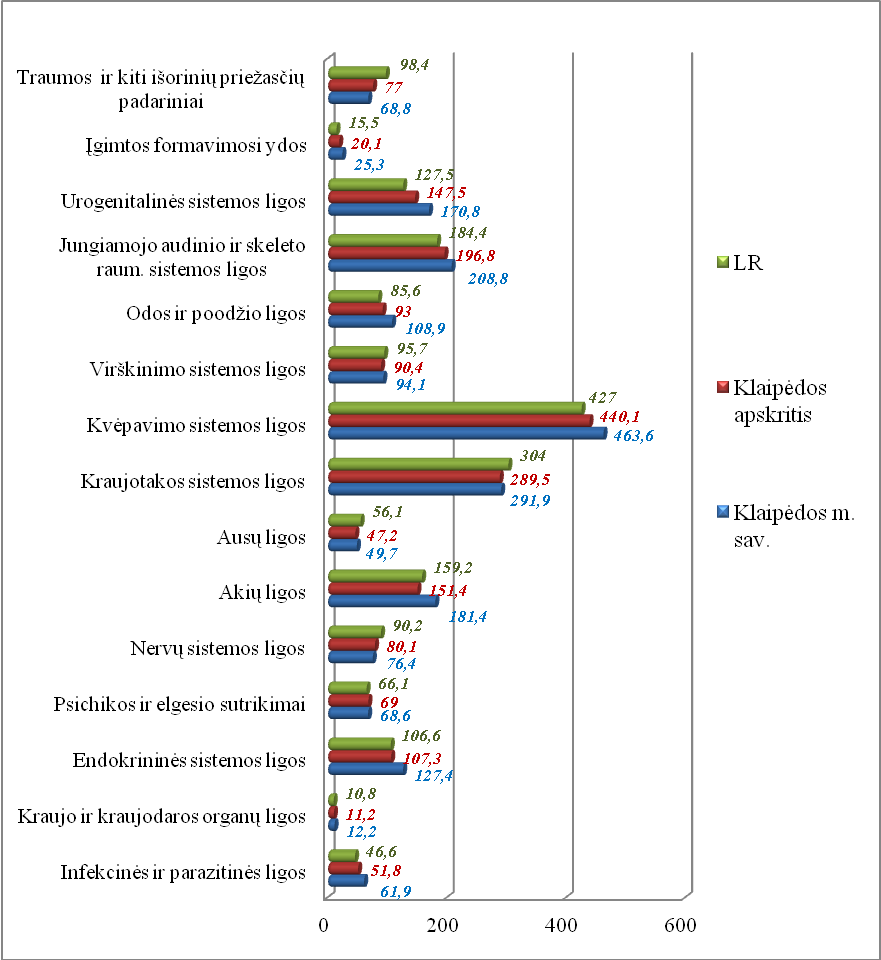 Traumos ir kiti išorinių priežasčių
padariniai
98,4
77
68,8
Įgimtos formavimosi ydos
15,5
20,1
25,3
Urogenitalinės sistemos ligos
127,5
147,5
170,8
Jungiamojo audinio ir skeleto
raum. sistemos ligos
184,4
196,8
208,8
Odos ir poodžio ligos
85,6
93
108,9
Virškinimo sistemos ligos
95,7
90,4
94,1
Kvėpavimo sistemos ligos
427
440,1
463,6
Kraujotakos sistemos ligos
304
289,5
291,9
Ausų ligos
56,1
47,2
49,7
Akių ligos
159,2
151,4
181,4
Nervų sistemos ligos
90,2
80,1
76,4
Psichikos ir elgesio sutrikimai
66,1
69
68,6
Endokrininės sistemos ligos
106,6
107,3
127,4
Kraujo ir kraujodaros organų ligos
10,8
11,2
12,2
Infekcinės ir parazitinės ligos
46,6
51,8
61,9
0 200 400 600
LR
Klaipėdos
apskritis
Klaipėdos m.
sav.